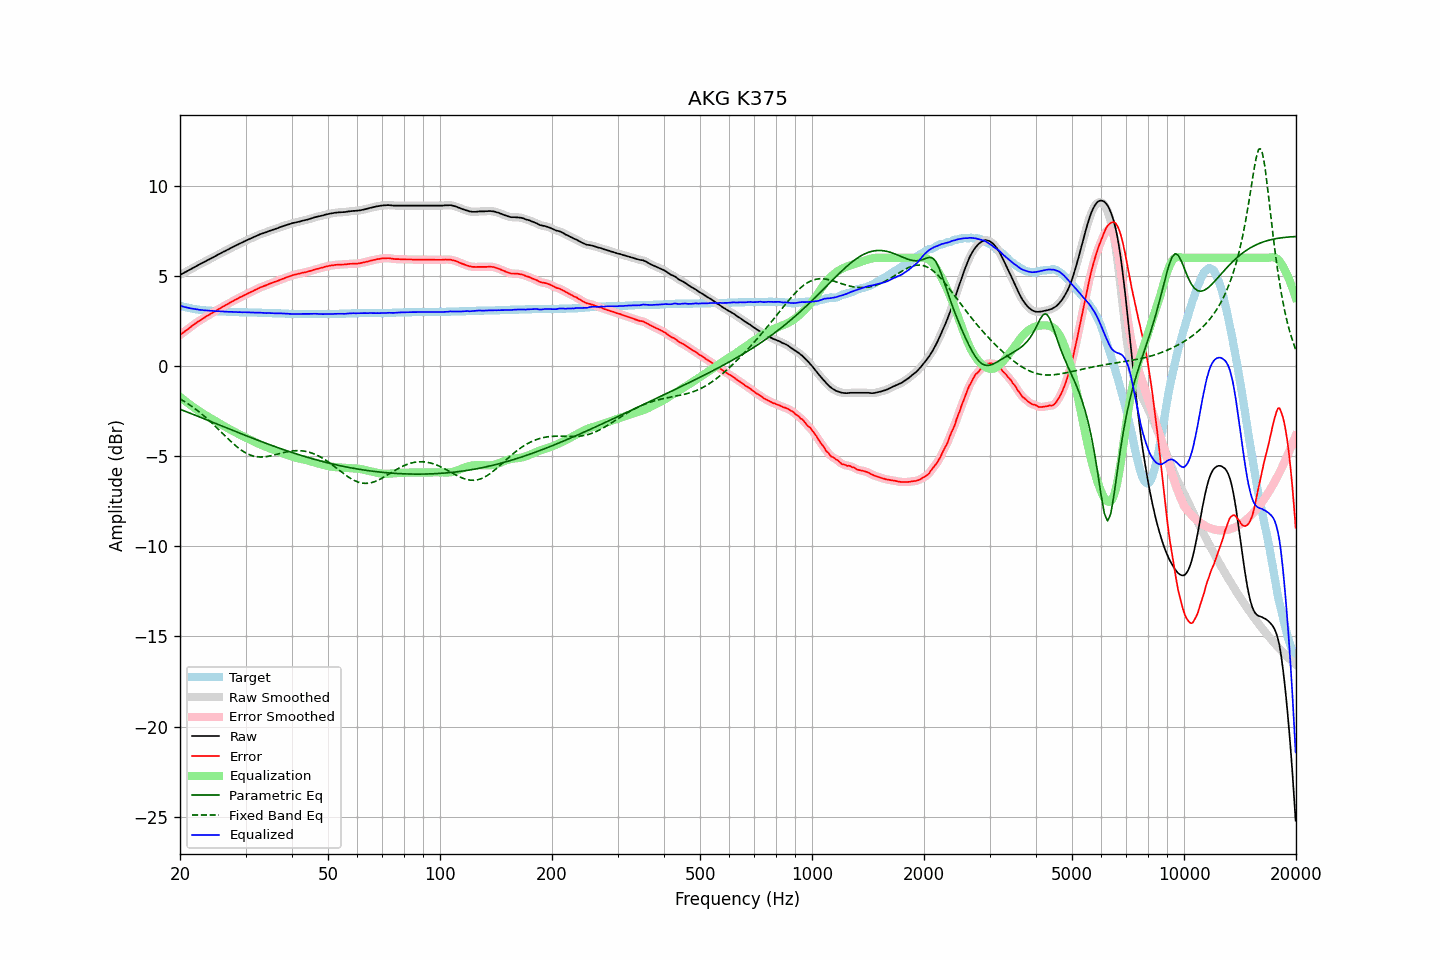 AKG K375
Amplitude (dBr)
10
5
0
−5
−10
−15
−20
−25
Target
Raw Smoothed
Error Smoothed
Raw
Error
Equalization
Parametric Eq
Fixed Band Eq
Equalized
20 50 100 200 500 1000 2000 5000 10000 20000
Frequency (Hz)